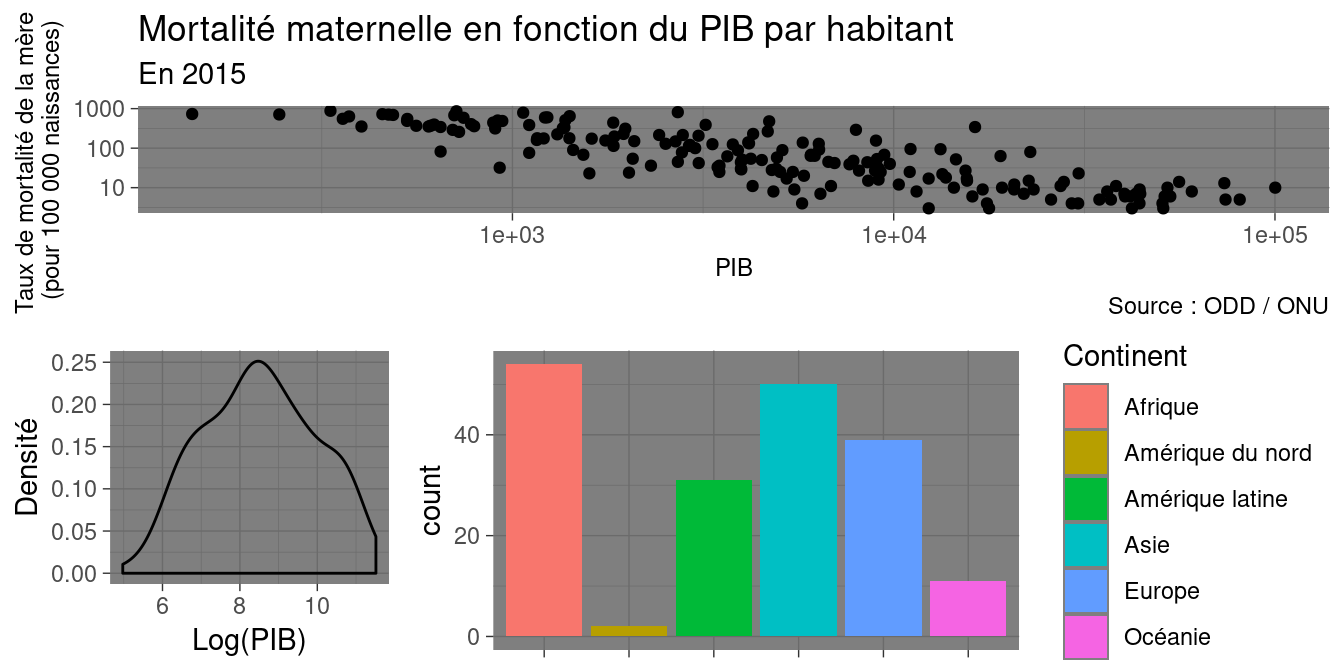 Mortalité maternelle en fonction du PIB par habitant
En 2015
Taux de mortalité de la mère
(pour 100 000 naissances)
1000
100
10
1e+03
1e+04
1e+05
PIB
Source : ODD / ONU
Densité
0.25
0.20
0.15
0.10
0.05
0.00
6
8
10
Log(PIB)
count
40
20
0
Continent
Afrique
Amérique du nord
Amérique latine
Asie
Europe
Océanie